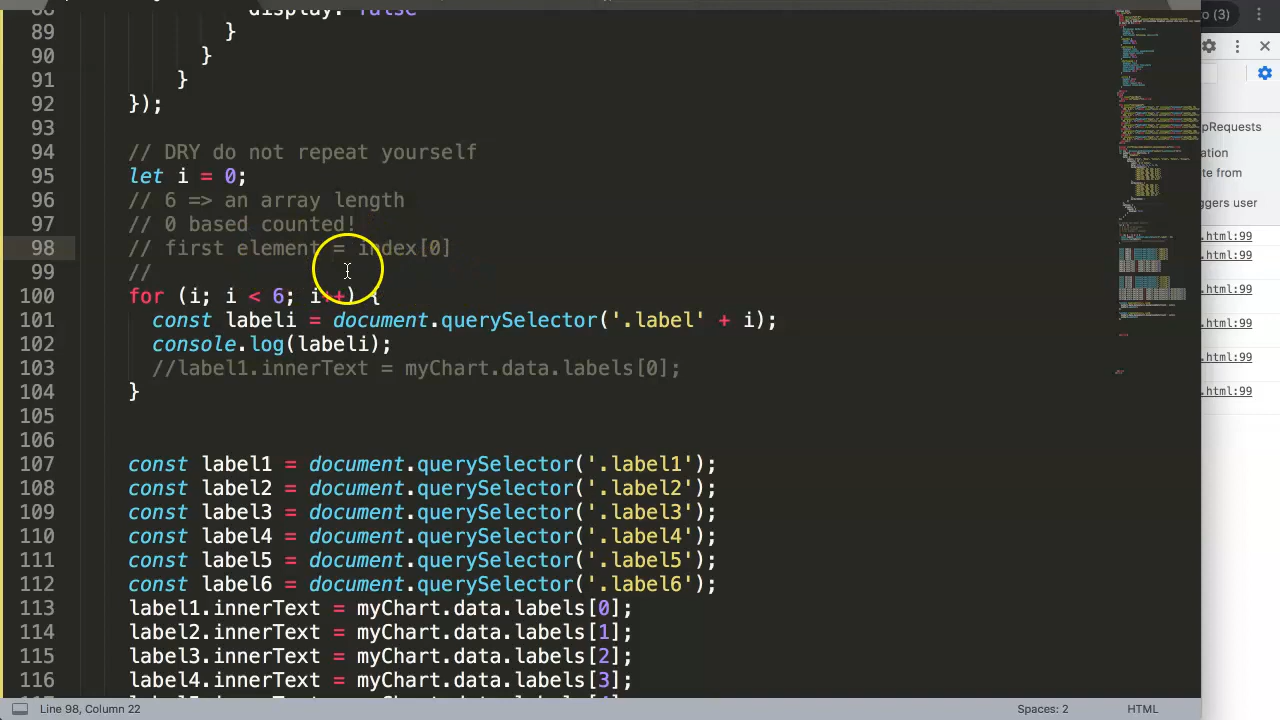 o (3)
88 display: false
89 }
90 }
91 }
92 });
93
94 // DRY do not repeat yourself
95 let i = 0;
96 // 6 => an array length
97 // 0 based counted!
98 // first element = index[0]
99 //
100 for (i; i < 6; i++) {
101 const labeli = document.querySelector('.label' + i);
102 console.log(labeli);
103 //label1.innerText = myChart.data.labels[0];
104 }
105
106
107 const label1 = document.querySelector('.label1');
108 const label2 = document.querySelector('.label2');
109 const label3 = document.querySelector('.label3');
110 const label4 = document.querySelector('.label4');
111 const label5 = document.querySelector('.label5');
112 const label6 = document.querySelector('.label6');
113 label1.innerText = myChart.data.labels[0];
114 label2.innerText = myChart.data.labels[1];
115 label3.innerText = myChart.data.labels[2];
116 label4.innerText = myChart.data.labels[3];
pRequests
ation
te from
ggers user
.html:99
.html:99
.html:99
.html:99
.html:99
.html:99
Line 98, Column 22
Spaces: 2
HTML